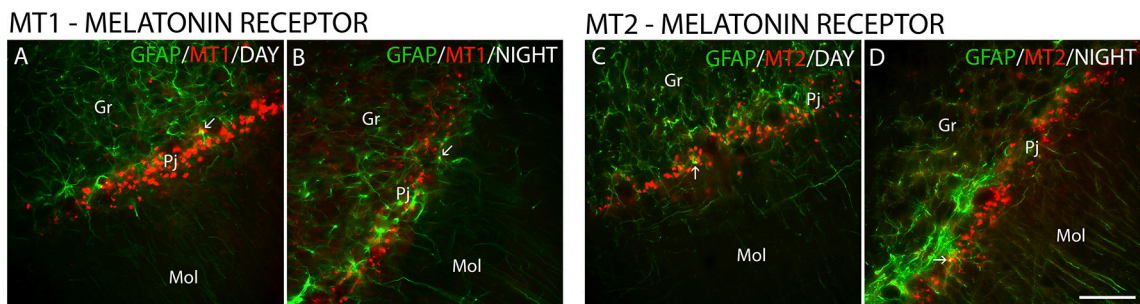 MT1 - MELATONIN RECEPTOR
A
GFAP/MT1/DAY
Gr
Pj
Mol
B
GFAP/MT1/NIGHT
Gr
Pj
Mol
MT2 - MELATONIN RECEPTOR
C
GFAP/MT2/DAY
Gr
Pj
Mol
D
GFAP/MT2/NIGHT
Gr
Pj
Mol